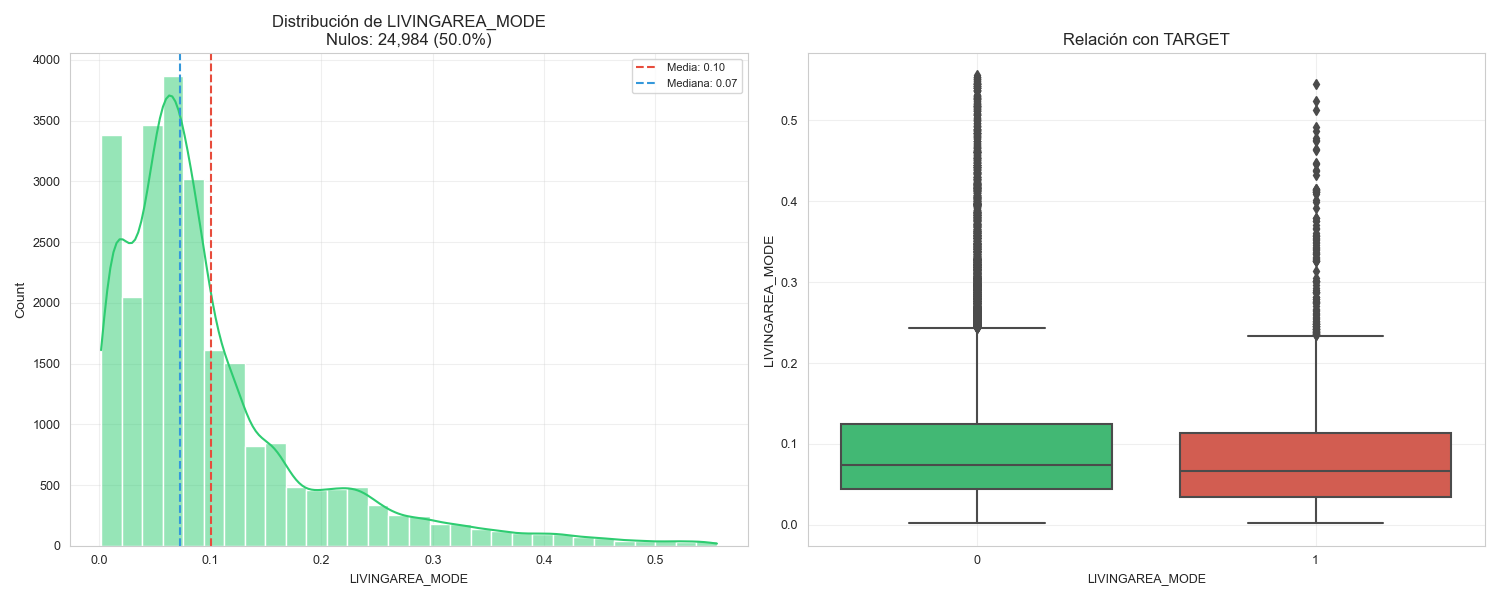 Distribución de LIVINGAREA_MODE
Nulos: 24,984 (50.0%)
Media: 0.10
Mediana: 0.07
Count
4000
3500
3000
2500
2000
1500
1000
500
0
0.0 0.1 0.2 0.3 0.4 0.5
LIVINGAREA_MODE
Relación con TARGET
LIVINGAREA_MODE
0.5
0.4
0.3
0.2
0.1
0.0
0 1
LIVINGAREA_MODE